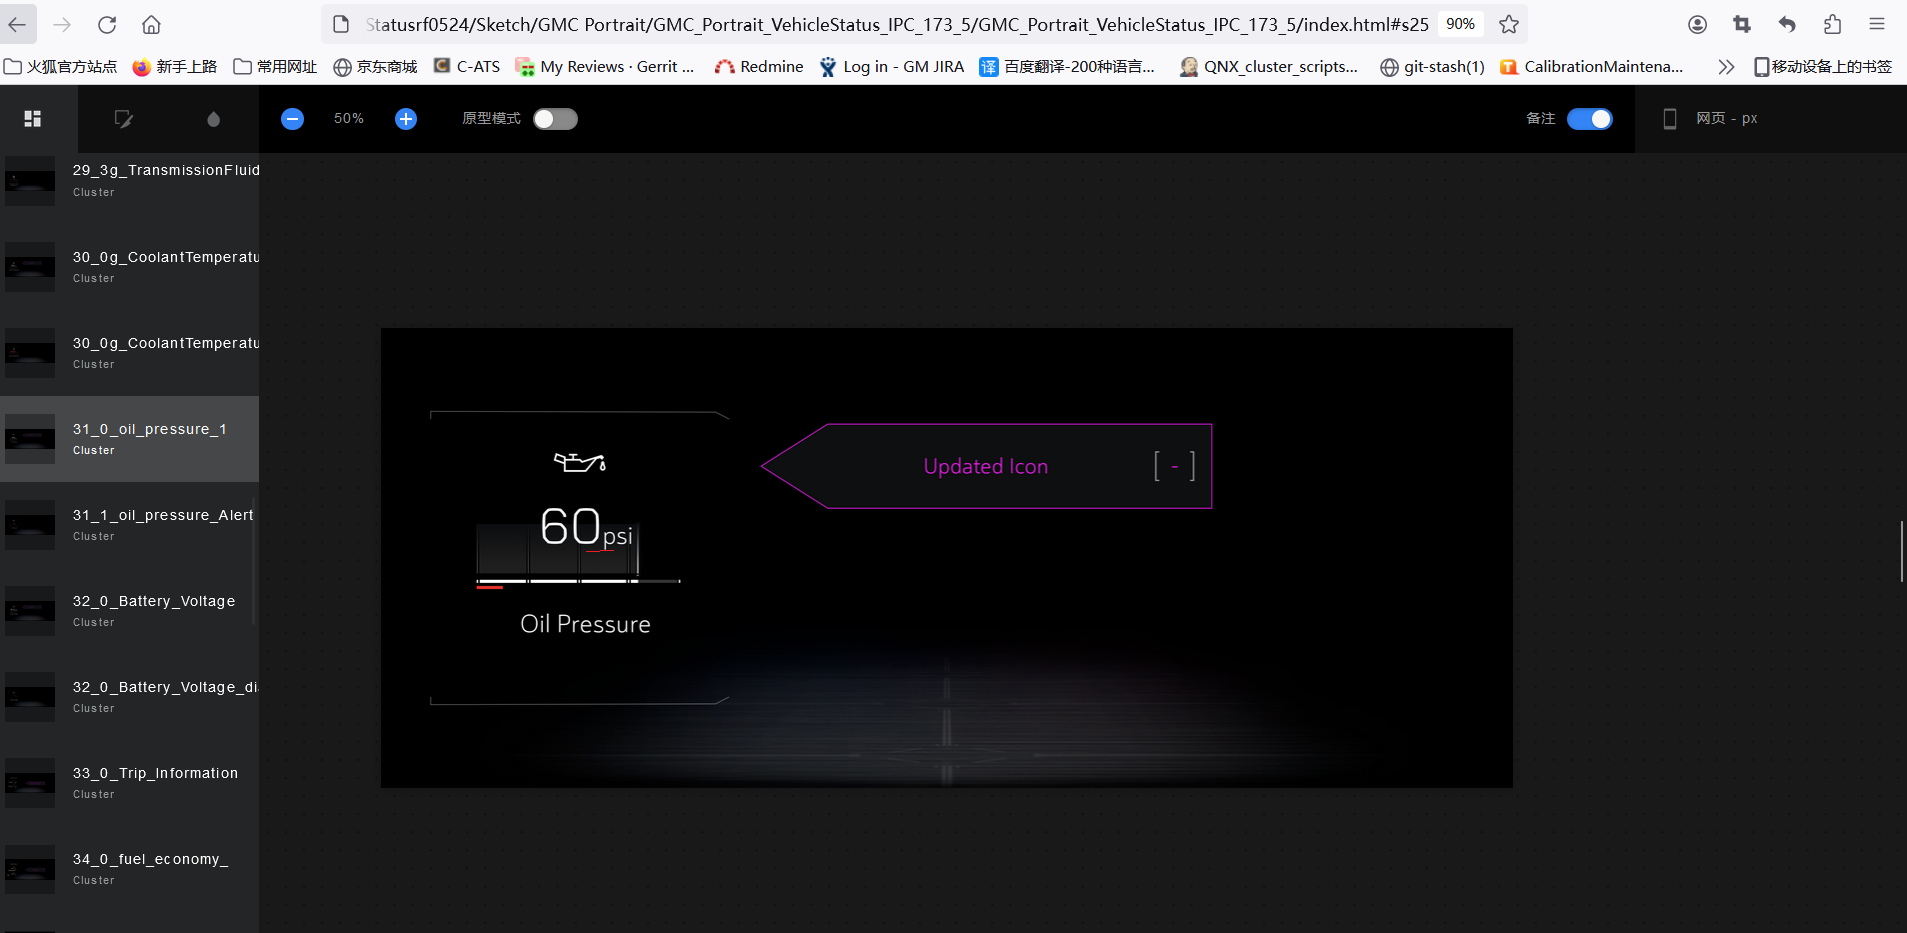 Statusrf0524/Sketch/GMC Portrait/GMC_Portrait_VehicleStatus_IPC_173_5/GMC_Portrait_VehicleStatus_IPC_173_5/index.html#s25 90%
火狐官方站点 新手上路 常用网址 京东商城 C-ATS My Reviews · Gerrit ... Redmine Log in - GM JIRA 译 百度翻译-200种语言... QNX_cluster_scripts... git-stash(1) CalibrationMaintena... 移动设备上的书签
50% 原型模式 备注 网页 - px
29_3g_TransmissionFluid
Cluster
30_0g_CoolantTemperatu
Cluster
30_0g_CoolantTemperatu
Cluster
31_0_oil_pressure_1
Cluster
31_1_oil_pressure_Alert
Cluster
32_0_Battery_Voltage
Cluster
32_0_Battery_Voltage_di
Cluster
33_0_Trip_Information
Cluster
34_0_fuel_economy_
Cluster
Updated Icon [ - ]
60psi
Oil Pressure